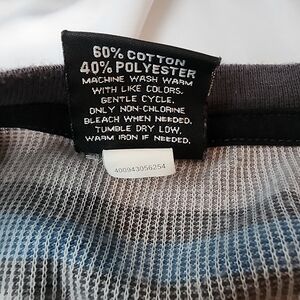 60% COTTON
40% POLYESTER
MACHINE WASH WARM
WITH LIKE COLORS.
GENTLE CYCLE.
ONLY NON-CHLORINE
BLEACH WHEN NEEDED.
TUMBLE DRY LOW.
WARM IRON IF NEEDED.
400943056254